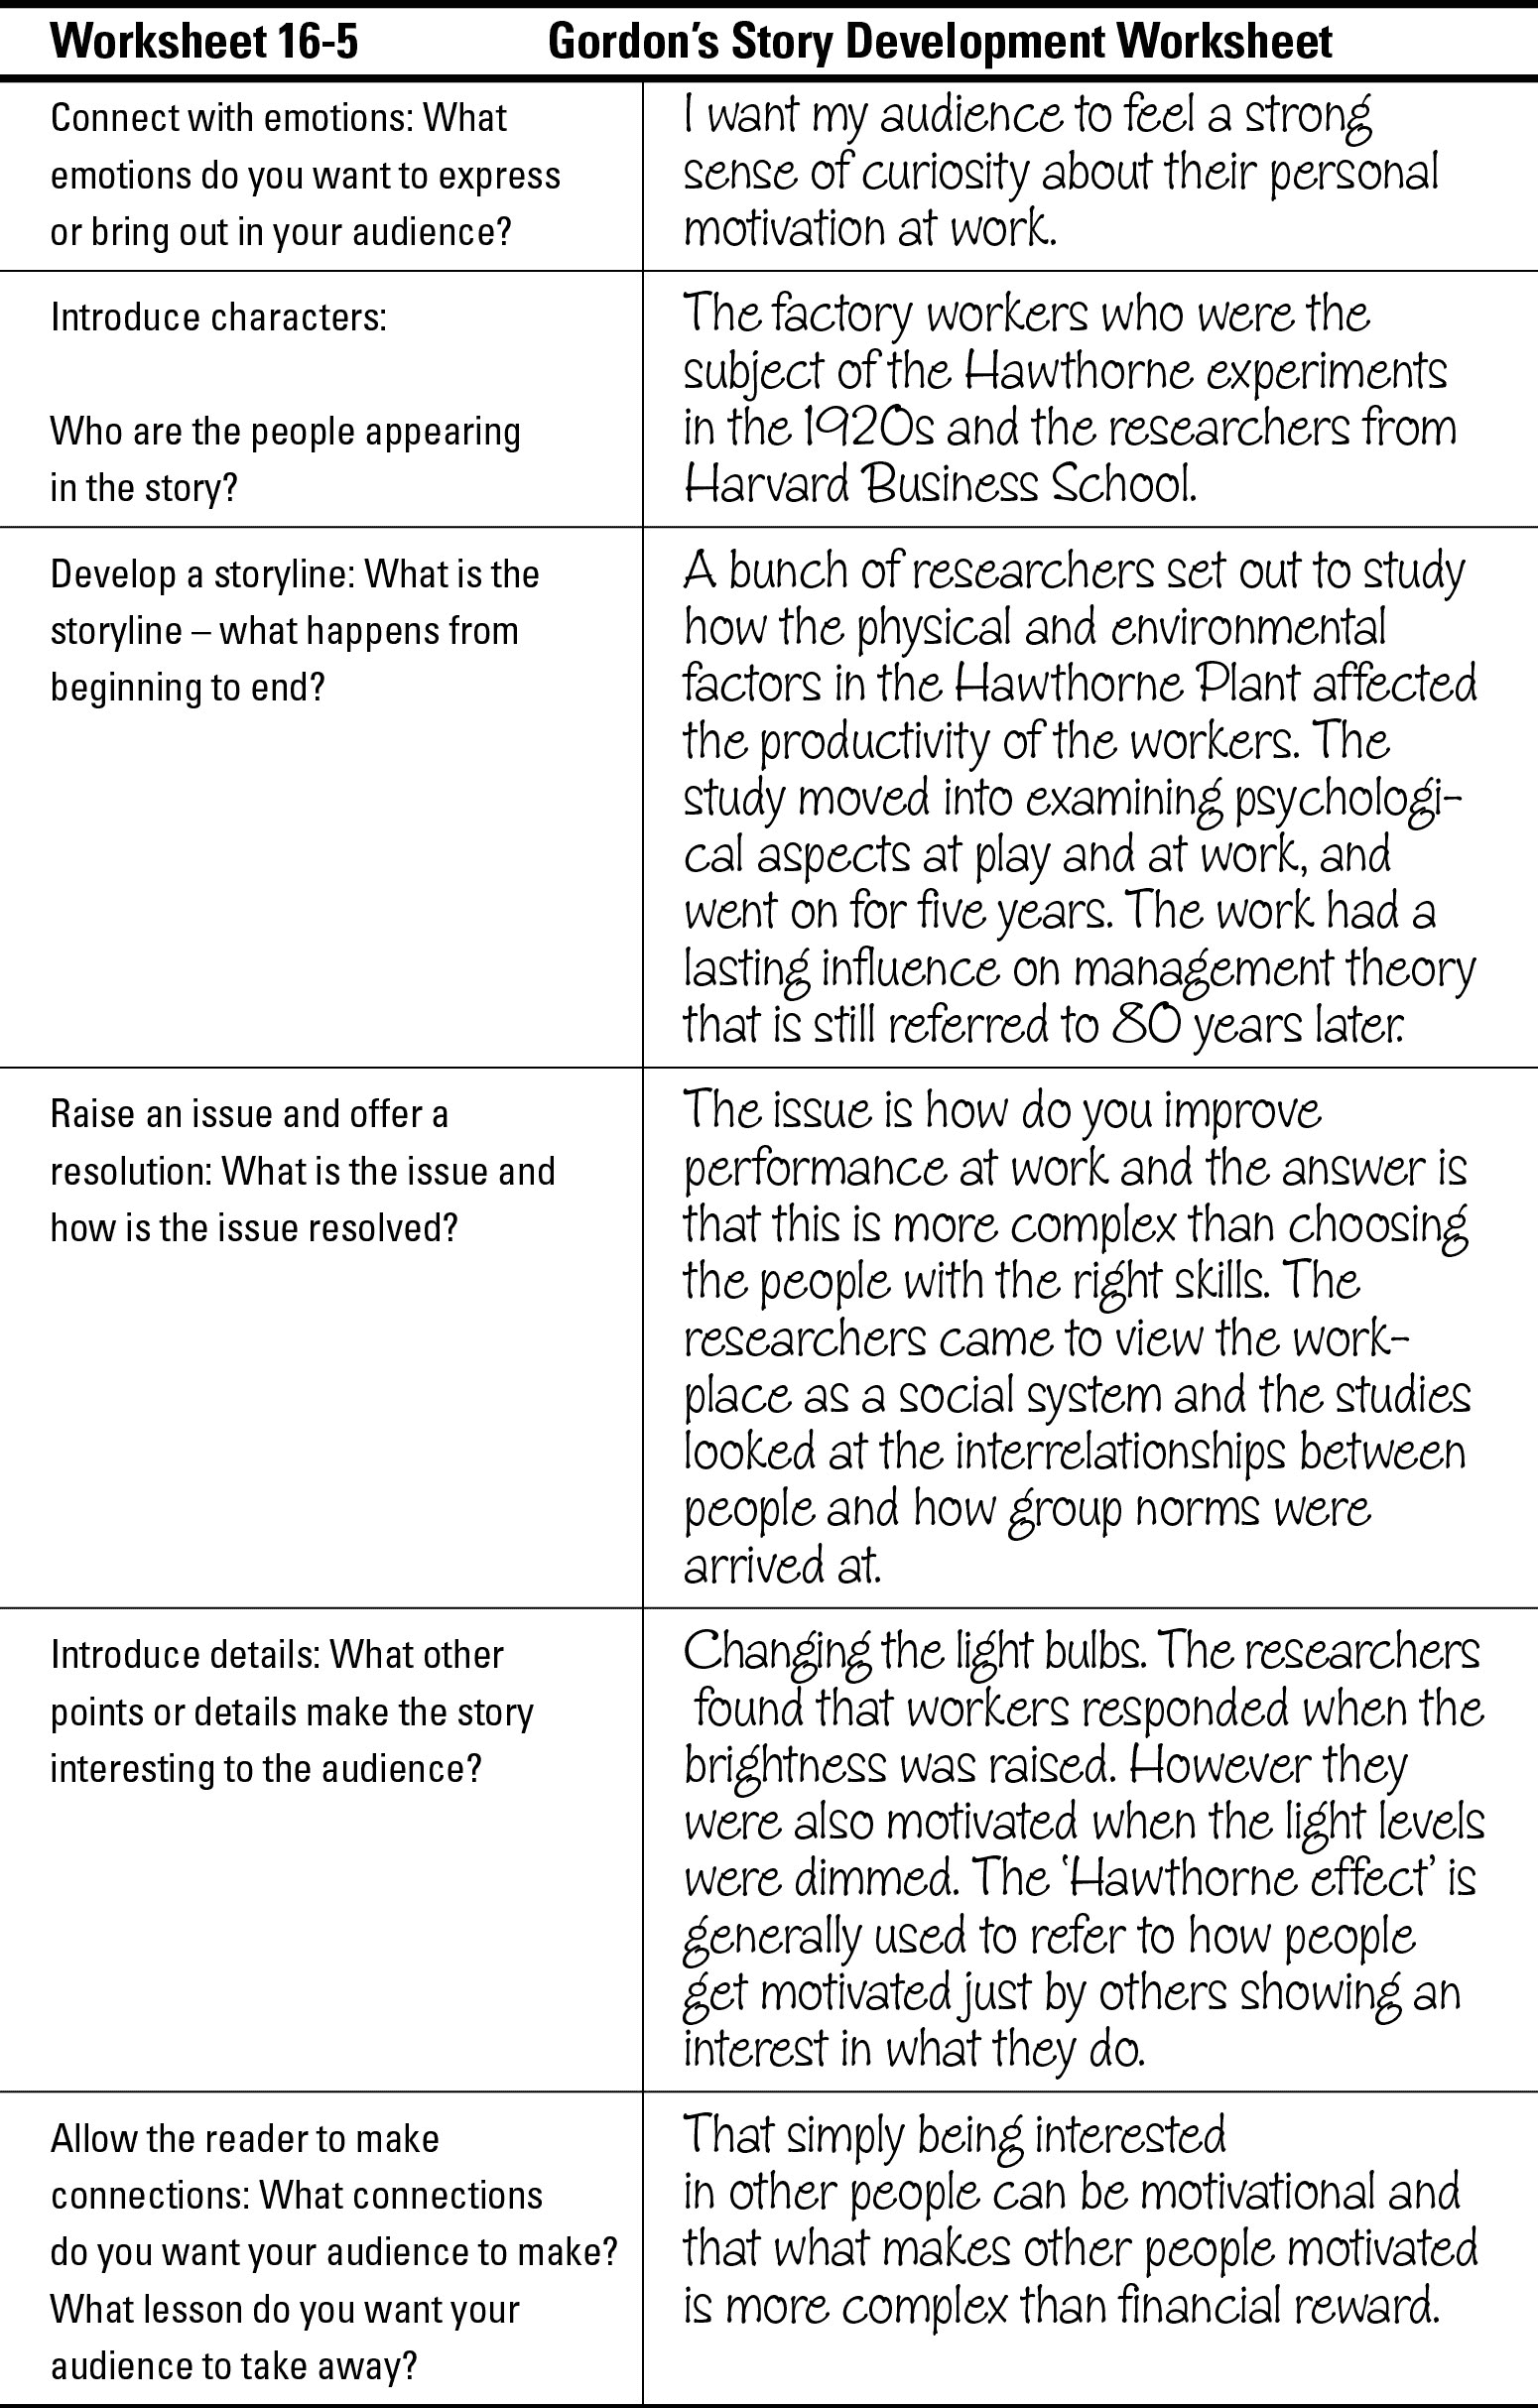 Worksheet 16-5 Gordon's Story Development Worksheet
Connect with emotions: What
emotions do you want to express
or bring out in your audience?
I want my audience to feel a strong
sense of curiosity about their personal
motivation at work.
Introduce characters:
Who are the people appearing
in the story?
The factory workers who were the
subject of the Hawthorne experiments
in the 1920s and the researchers from
Harvard Business School.
Develop a storyline: What is the
storyline – what happens from
beginning to end?
A bunch of researchers set out to study
how the physical and environmental
factors in the Hawthorne Plant affected
the productivity of the workers. The
study moved into examining psychologi-
cal aspects at play and at work, and
went on for five years. The work had a
lasting influence on management theory
that is still referred to 80 years later.
Raise an issue and offer a
resolution: What is the issue and
how is the issue resolved?
The issue is how do you improve
performance at work and the answer is
that this is more complex than choosing
the people with the right skills. The
researchers came to view the work-
place as a social system and the studies
looked at the interrelationships between
people and how group norms were
arrived at.
Introduce details: What other
points or details make the story
interesting to the audience?
Changing the light bulbs. The researchers
found that workers responded when the
brightness was raised. However they
were also motivated when the light levels
were dimmed. The 'Hawthorne effect' is
generally used to refer to how people
get motivated just by others showing an
interest in what they do.
Allow the reader to make
connections: What connections
do you want your audience to make?
What lesson do you want your
audience to take away?
That simply being interested
in other people can be motivational and
that what makes other people motivated
is more complex than financial reward.